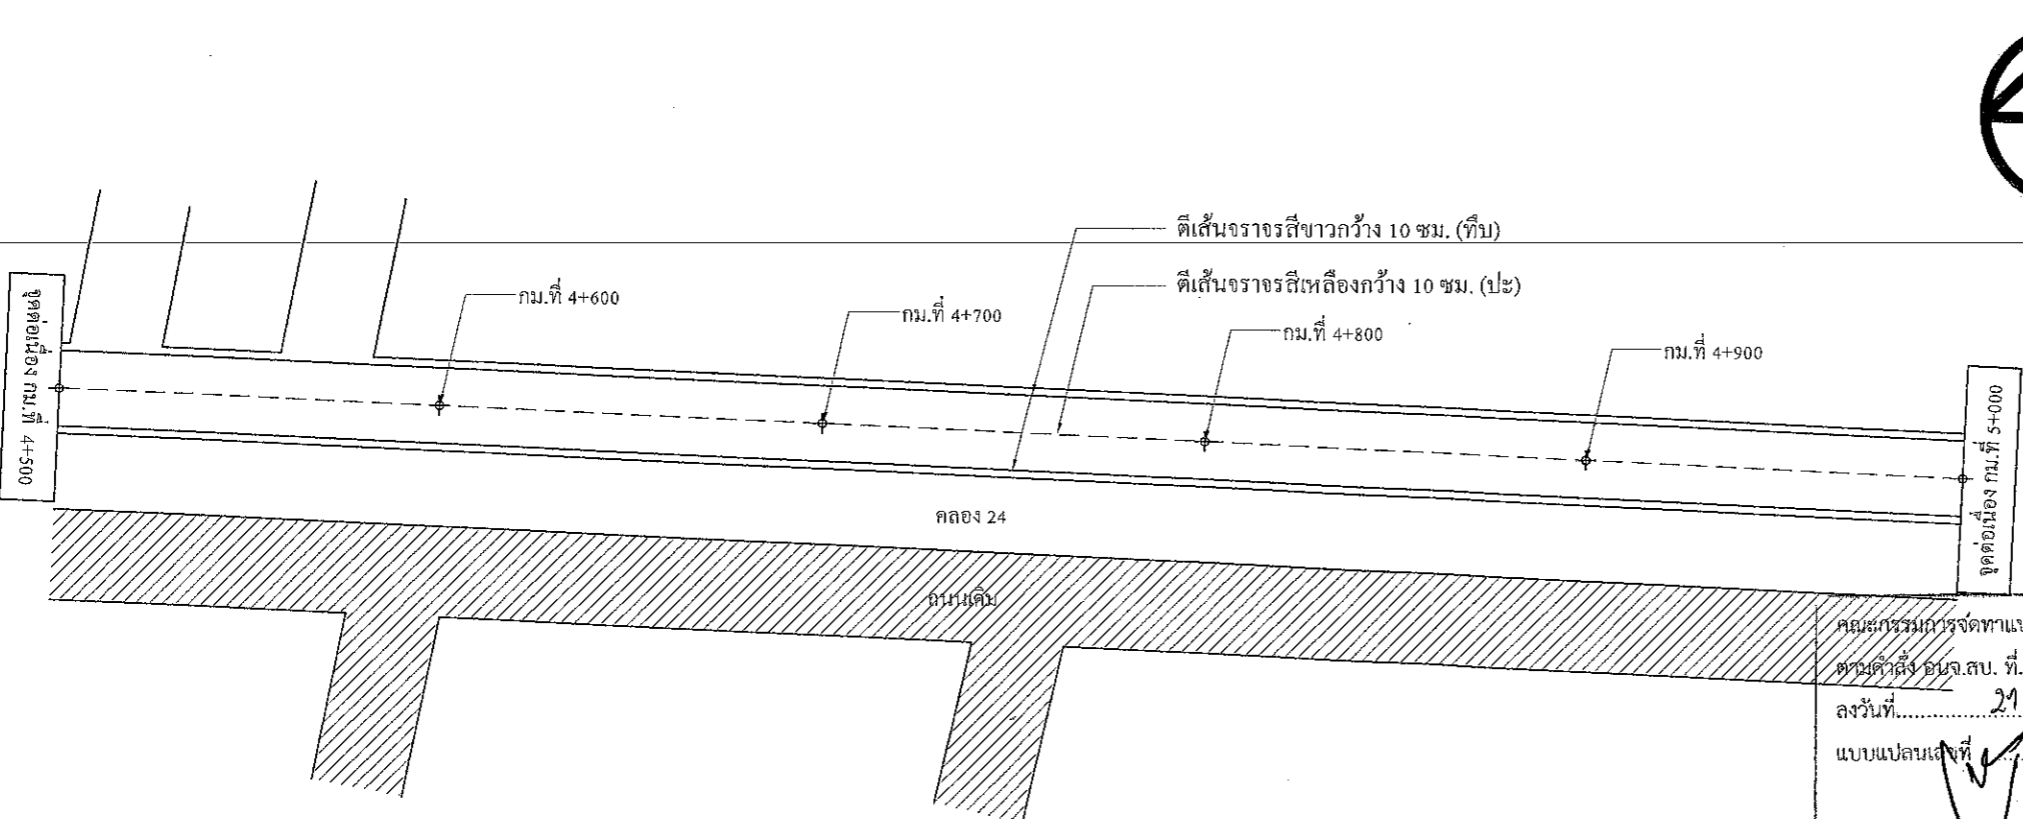 ตีเส้นจราจรสีขาวกว้าง 10 ซม. (ทึบ)
ตีเส้นจราจรสีเหลืองกว้าง 10 ซม. (ปะ)
กม.ที่ 4+600
กม.ที่ 4+700
กม.ที่ 4+800
กม.ที่ 4+900
จุดต่อเนื่อง กม.ที่ 4+500
จุดต่อเนื่อง กม.ที่ 5+000
คลอง 24
ถนนเดิม
คณะกรรมการจัดทำแบ
ตามคำสั่ง อบจ.สบ. ที่.
ลงวันที่.................... 21
แบบแปลนเลขที่